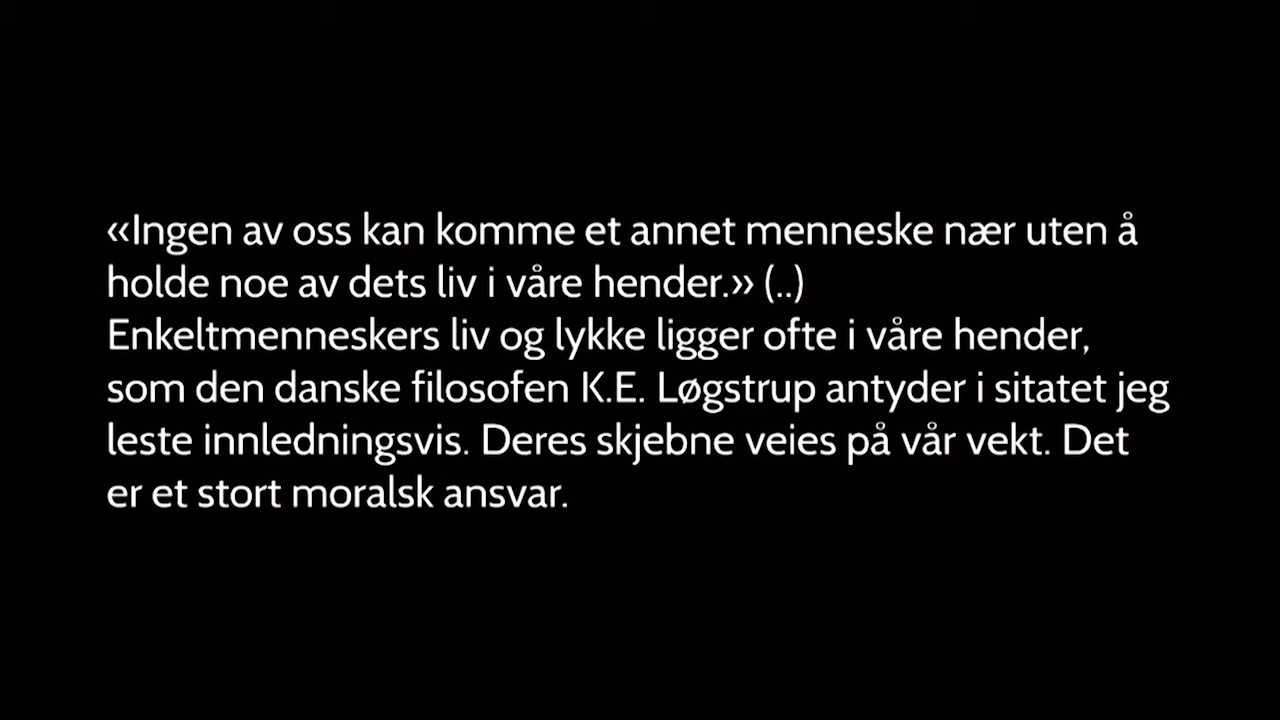 «Ingen av oss kan komme et annet menneske nær uten å
holde noe av dets liv i våre hender.» (..)
Enkeltmenneskers liv og lykke ligger ofte i våre hender,
som den danske filosofen K.E. Løgstrup antyder i sitatet jeg
leste innledningsvis. Deres skjebne veies på vår vekt. Det
er et stort moralsk ansvar.